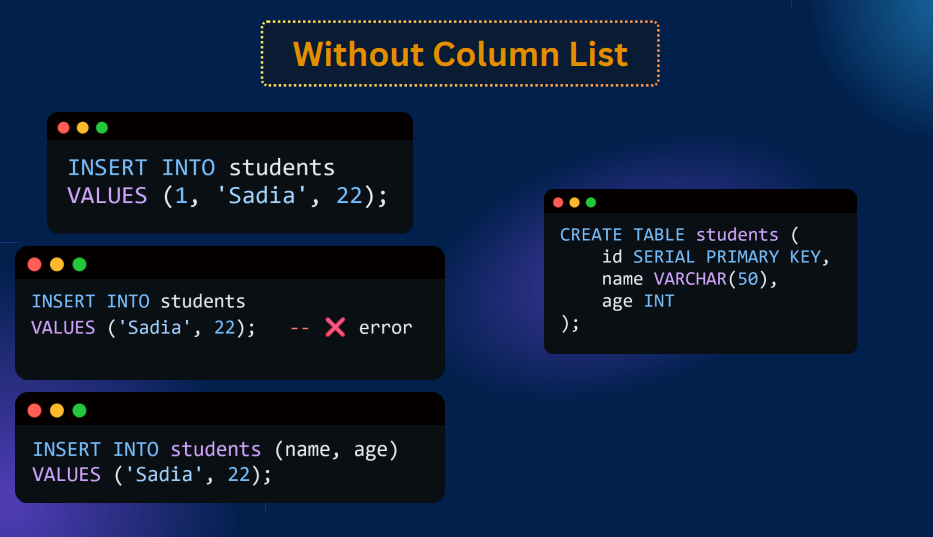 Without Column List
INSERT INTO students
VALUES (1, 'Sadia', 22);
INSERT INTO students
VALUES ('Sadia', 22);   -- ❌ error
INSERT INTO students (name, age)
VALUES ('Sadia', 22);
CREATE TABLE students (
    id SERIAL PRIMARY KEY,
    name VARCHAR(50),
    age INT
);